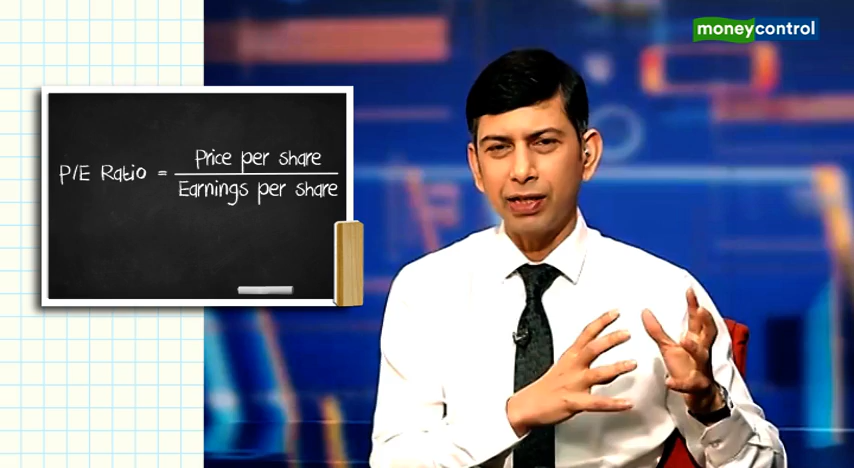 moneycontrol
P/E Ratio = Price per share
Earnings per share